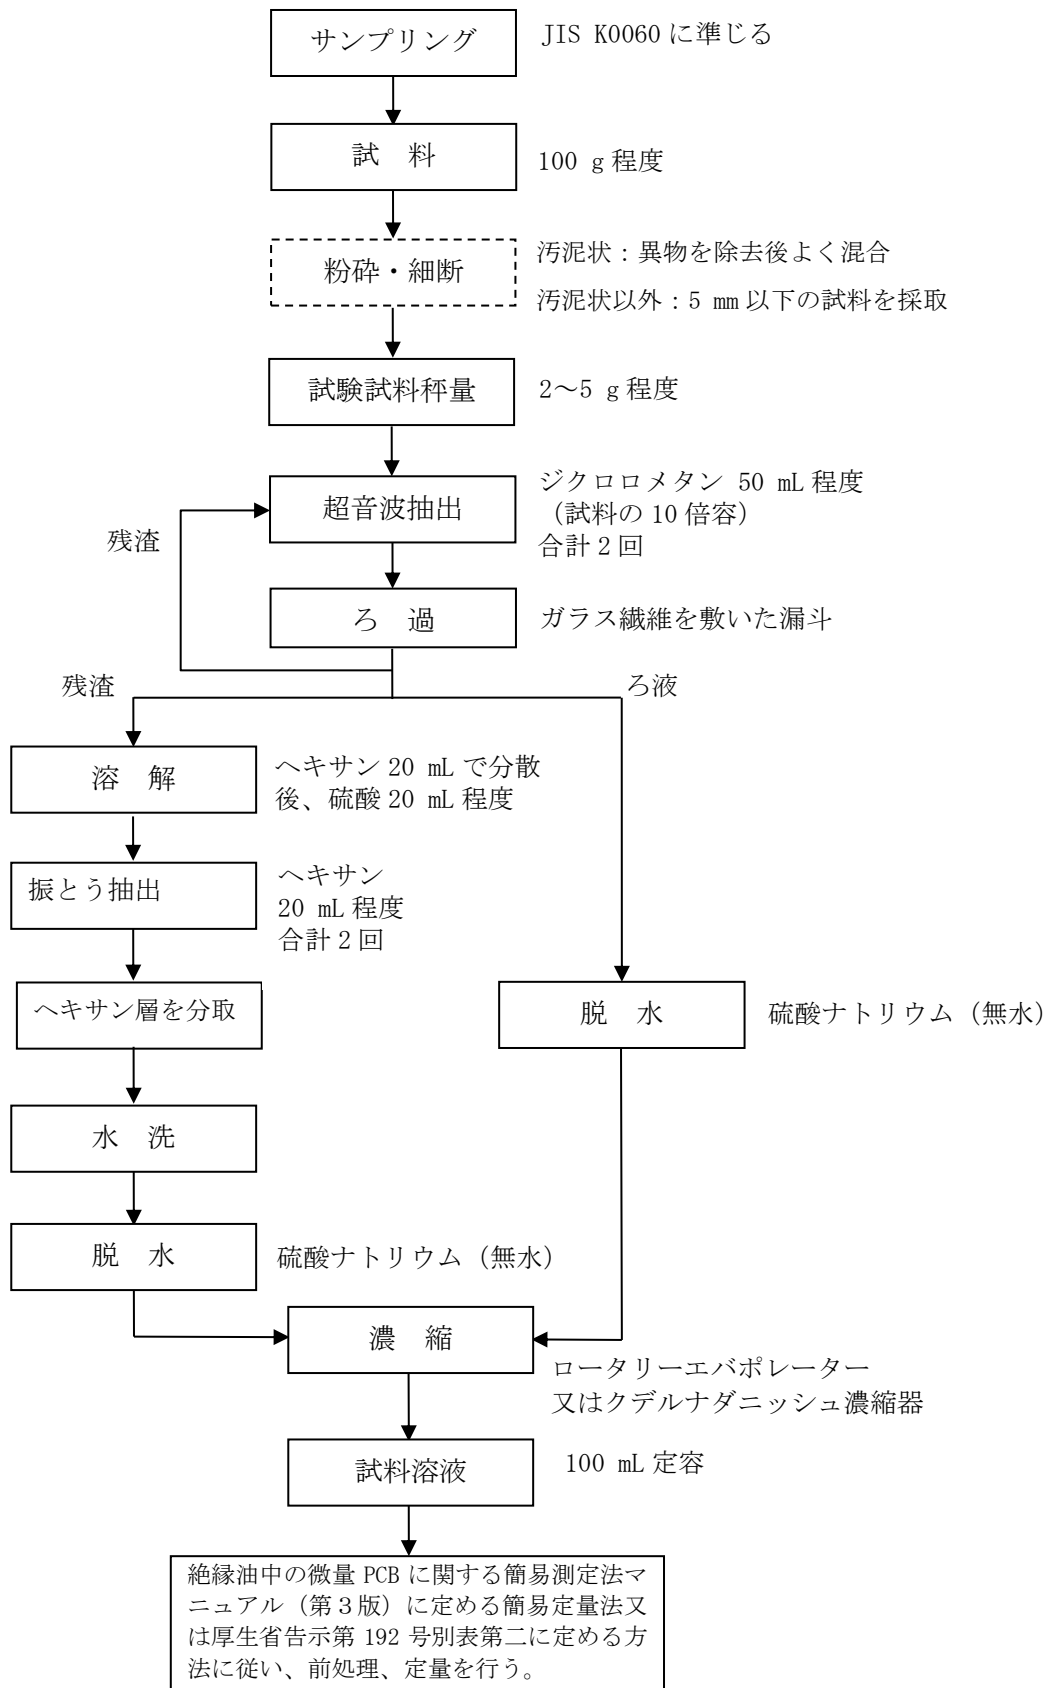 サンプリング
JIS K0060 に準じる
試　料
100 g 程度
粉砕・細断
汚泥状：異物を除去後よく混合
汚泥状以外：5 mm 以下の試料を採取
試験試料秤量
2～5 g 程度
超音波抽出
ジクロロメタン 50 mL 程度
（試料の 10 倍容）
合計 2 回
残渣
ろ　過
ガラス繊維を敷いた漏斗
残渣
ろ液
溶　解
ヘキサン 20 mL で分散
後、硫酸 20 mL 程度
振とう抽出
ヘキサン
20 mL 程度
合計 2 回
ヘキサン層を分取
脱　水
硫酸ナトリウム（無水）
水　洗
脱　水
硫酸ナトリウム（無水）
濃　縮
ロータリーエバポレーター
又はクデルナダニッシュ濃縮器
試料溶液
100 mL 定容
絶縁油中の微量 PCB に関する簡易測定法マ
ニュアル（第３版）に定める簡易定量法又
は厚生省告示第 192 号別表第二に定める方
法に従い、前処理、定量を行う。